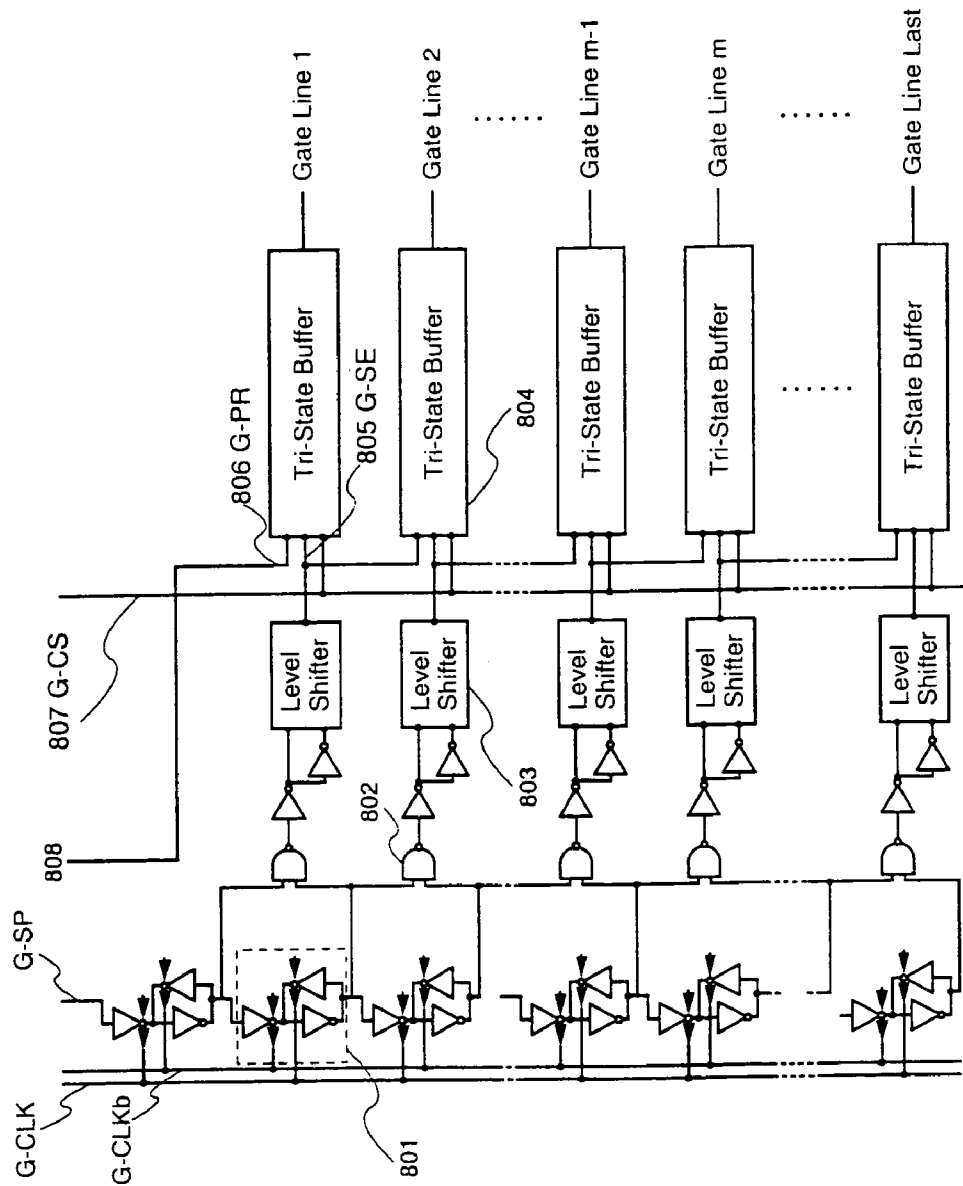 G-CLK
G-CLKb
G-SP
801
802
803
804
805 G-SE
806 G-PR
807 G-CS
808
Level
Shifter
Tri-State Buffer
Gate Line 1
Level
Shifter
Tri-State Buffer
Gate Line 2
......
Level
Shifter
Tri-State Buffer
Gate Line m-1
Level
Shifter
Tri-State Buffer
Gate Line m
......
......
Level
Shifter
Tri-State Buffer
Gate Line Last